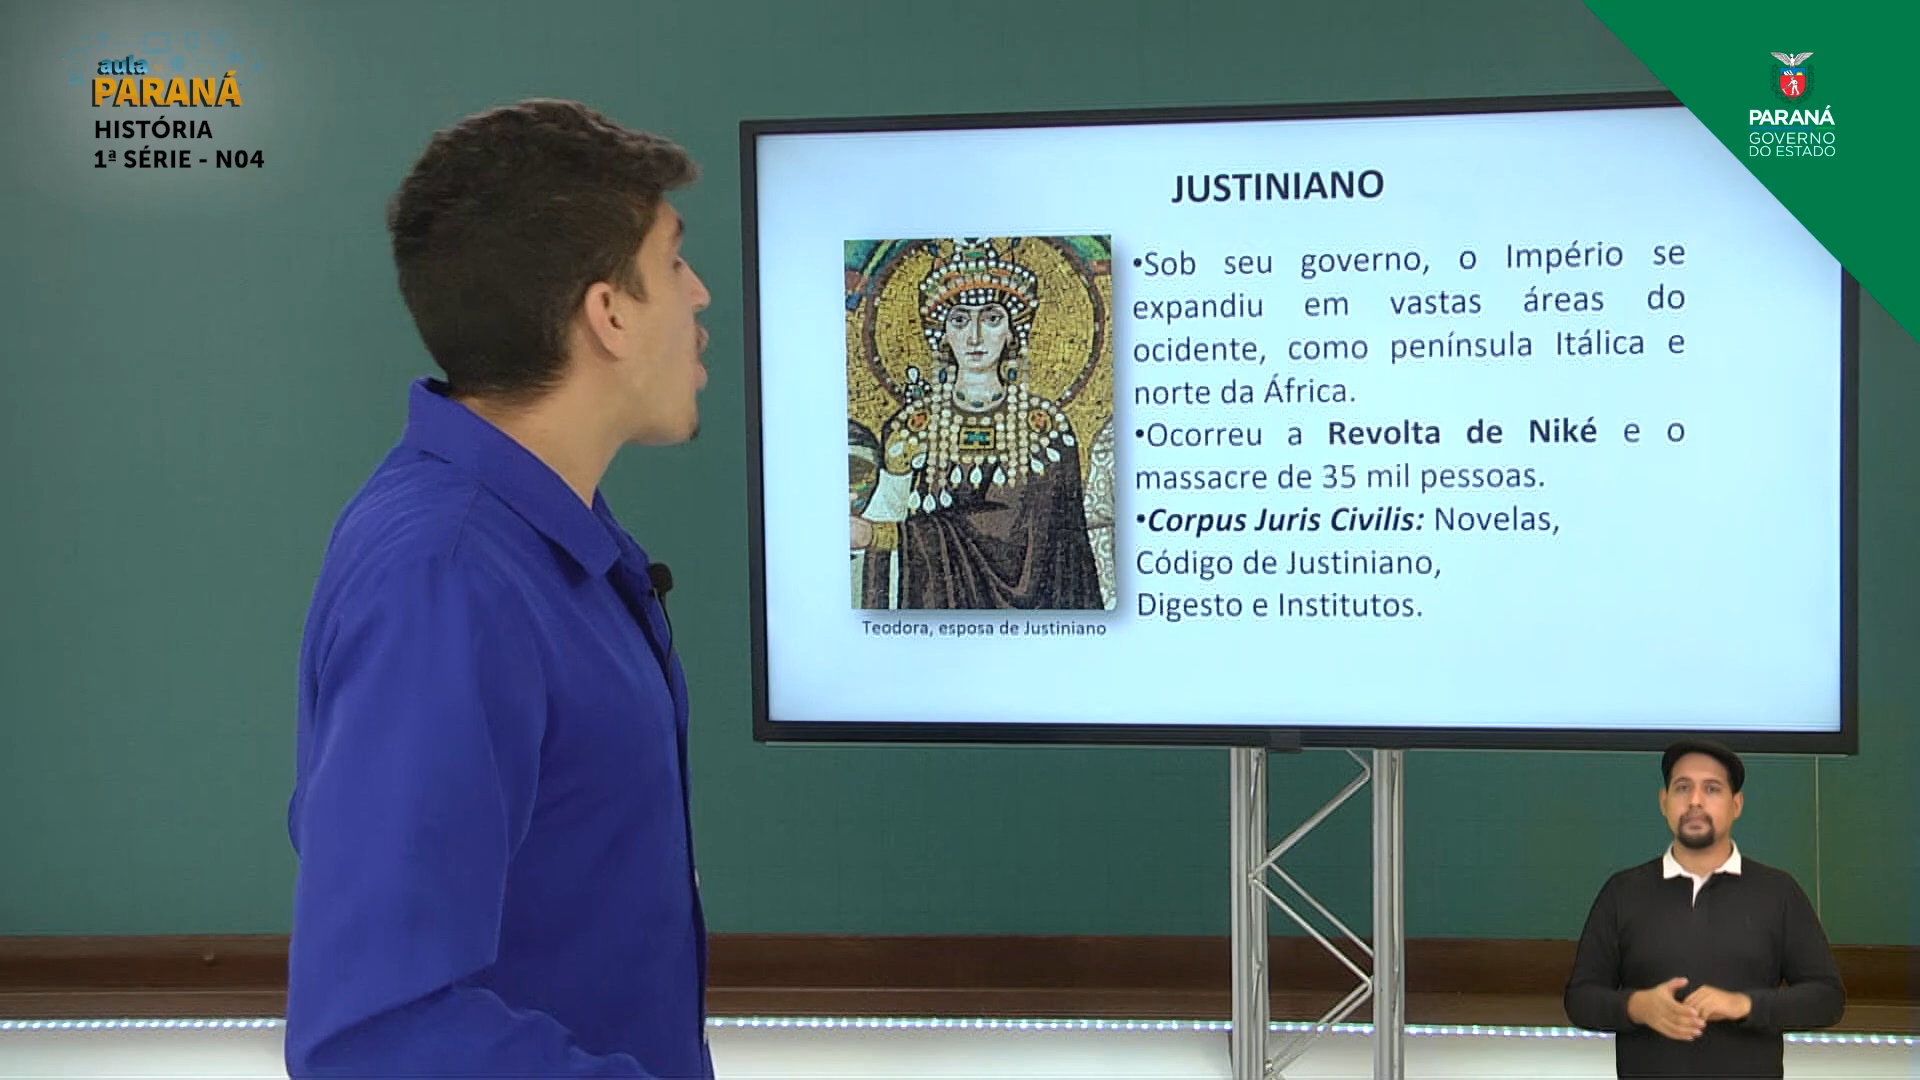 aula
PARANÁ
HISTÓRIA
1ª SÉRIE - N04
PARANÁ
GOVERNO
DO ESTADO
JUSTINIANO
•Sob seu governo, o Império se
expandiu em vastas áreas do
ocidente, como península Itálica e
norte da África.
•Ocorreu a Revolta de Niké e o
massacre de 35 mil pessoas.
•Corpus Juris Civilis: Novelas,
Código de Justiniano,
Digesto e Institutos.
Teodora, esposa de Justiniano